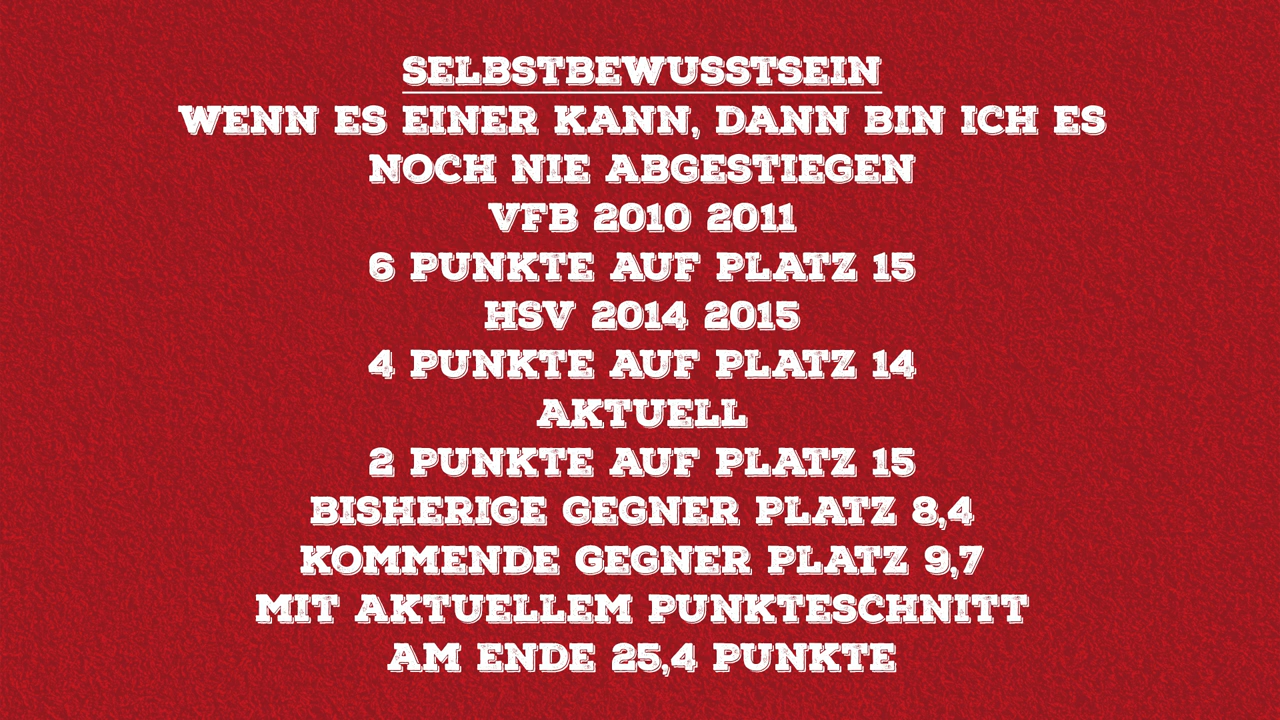 SELBSTBEWUSSTSEIN
WENN ES EINER KANN, DANN BIN ICH ES
NOCH NIE ABGESTIEGEN
VFB 2010 2011
6 PUNKTE AUF PLATZ 15
HSV 2014 2015
4 PUNKTE AUF PLATZ 14
AKTUELL
2 PUNKTE AUF PLATZ 15
BISHERIGE GEGNER PLATZ 8,4
KOMMENDE GEGNER PLATZ 9,7
MIT AKTUELLEM PUNKTESCHNITT
AM ENDE 25,4 PUNKTE